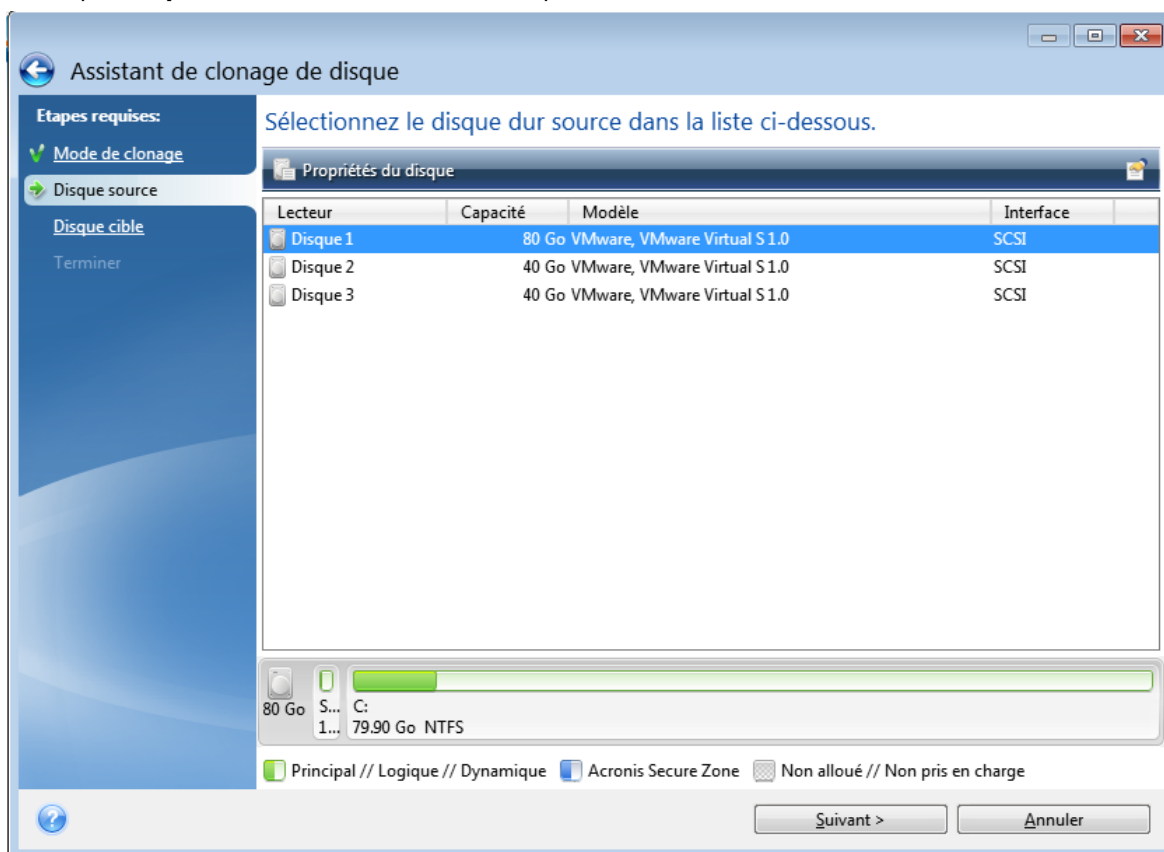 Assistant de clonage de disque
Etapes requises:
Mode de clonage
Disque source
Disque cible
Terminer
Sélectionnez le disque dur source dans la liste ci-dessous.
Propriétés du disque
Lecteur Capacité Modèle Interface
Disque 1 80 Go VMware, VMware Virtual S 1.0 SCSI
Disque 2 40 Go VMware, VMware Virtual S 1.0 SCSI
Disque 3 40 Go VMware, VMware Virtual S 1.0 SCSI
80 Go S... C:
1... 79.90 Go NTFS
Principal // Logique // Dynamique Acronis Secure Zone Non alloué // Non pris en charge
Suivant > Annuler